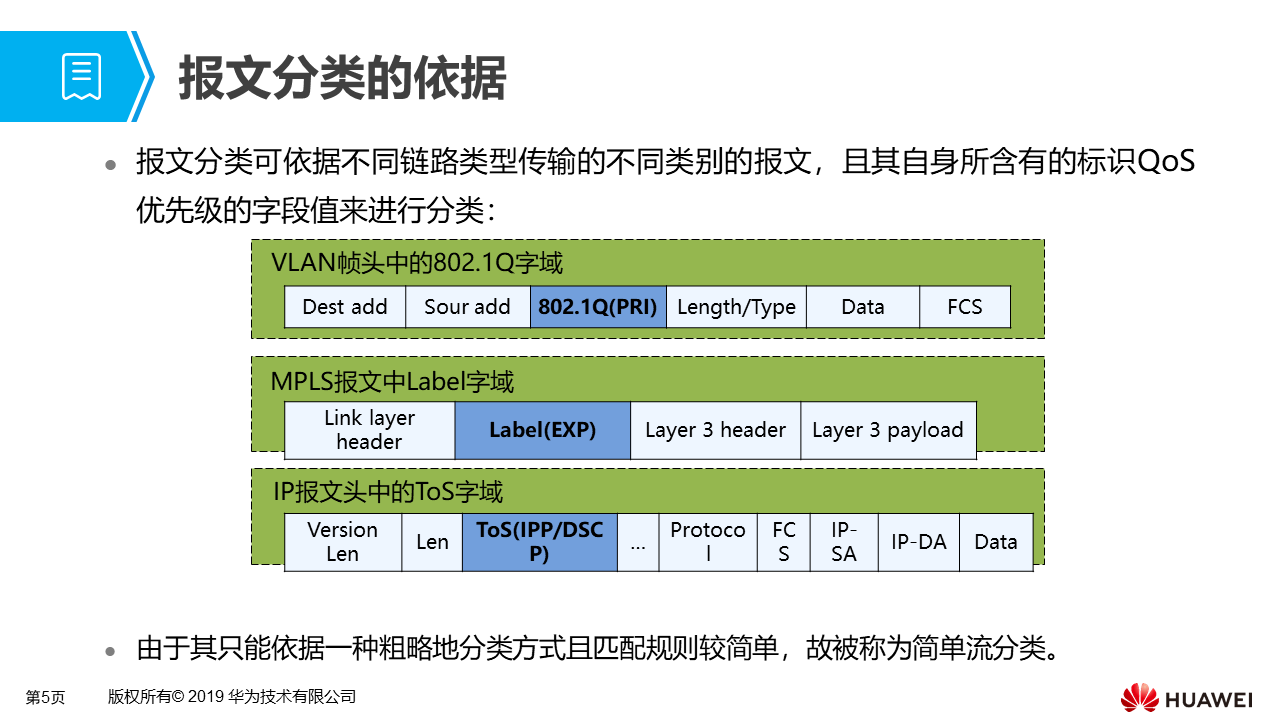 报文分类的依据
报文分类可依据不同链路类型传输的不同类别的报文，且其自身所含有的标识QoS
优先级的字段值来进行分类：
VLAN帧头中的802.1Q字域
Dest add Sour add 802.1Q(PRI) Length/Type Data FCS
MPLS报文中Label字域
Link layer
header
Label(EXP) Layer 3 header Layer 3 payload
IP报文头中的ToS字域
Version
Len
Len
ToS(IPP/DSC
P)
...
Protoco
l
FC
S
IP-
SA
IP-DA
Data
由于其只能依据一种粗略地分类方式且匹配规则较简单，故被称为简单流分类。
第5页 版权所有© 2019 华为技术有限公司
HUAWEI